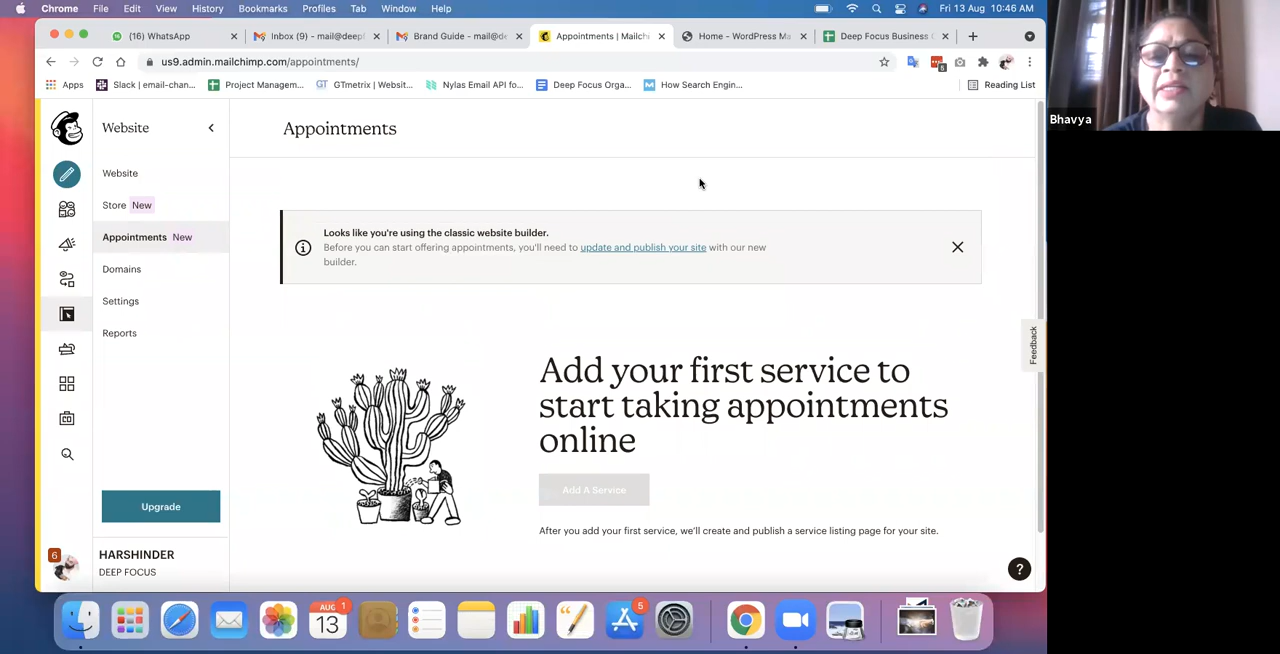 Chrome File Edit View History Bookmarks Profiles Tab Window Help Fri 13 Aug 10:46 AM
(16) WhatsApp Inbox (9) - mail@deep Brand Guide - mail@de Appointments | Mailch Home – WordPress Ma Deep Focus Business
us9.admin.mailchimp.com/appointments/
6
Apps Slack | email-chan... Project Managem... GTmetrix | Websit... Nylas Email API fo... Deep Focus Orga... How Search Engin... Reading List
Website
Appointments
Website
Store New
Appointments New
Domains
Settings
Reports
Looks like you're using the classic website builder.
Before you can start offering appointments, you'll need to update and publish your site with our new
builder.
Feedback
Add your first service to
start taking appointments
online
Add A Service
After you add your first service, we'll create and publish a service listing page for your site.
Upgrade
6
HARSHINDER
DEEP FOCUS
?
AUG 1
13
5
Bhavya